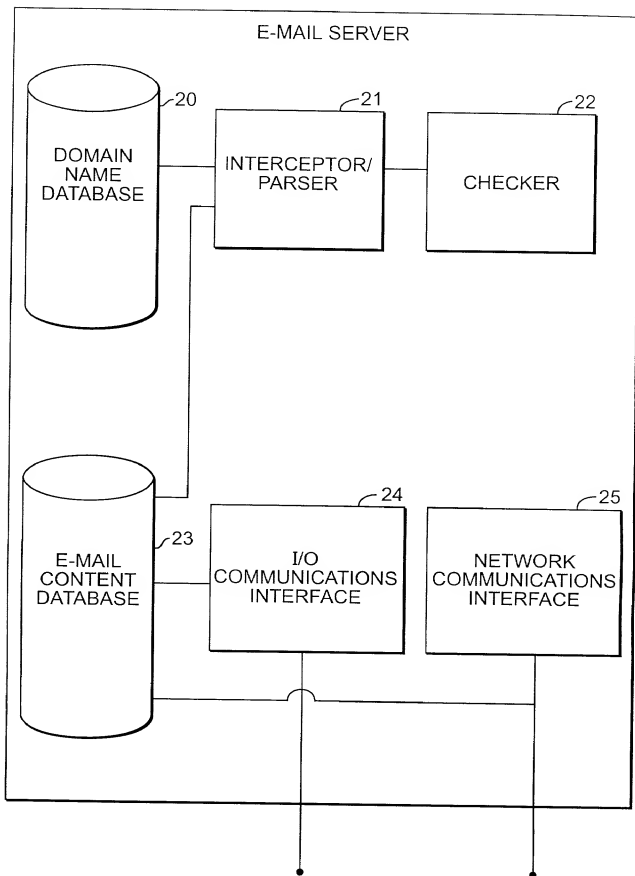 E-MAIL SERVER
20
21
22
DOMAIN
NAME
DATABASE
INTERCEPTOR/
PARSER
CHECKER
23
24
25
E-MAIL
CONTENT
DATABASE
I/O
COMMUNICATIONS
INTERFACE
NETWORK
COMMUNICATIONS
INTERFACE